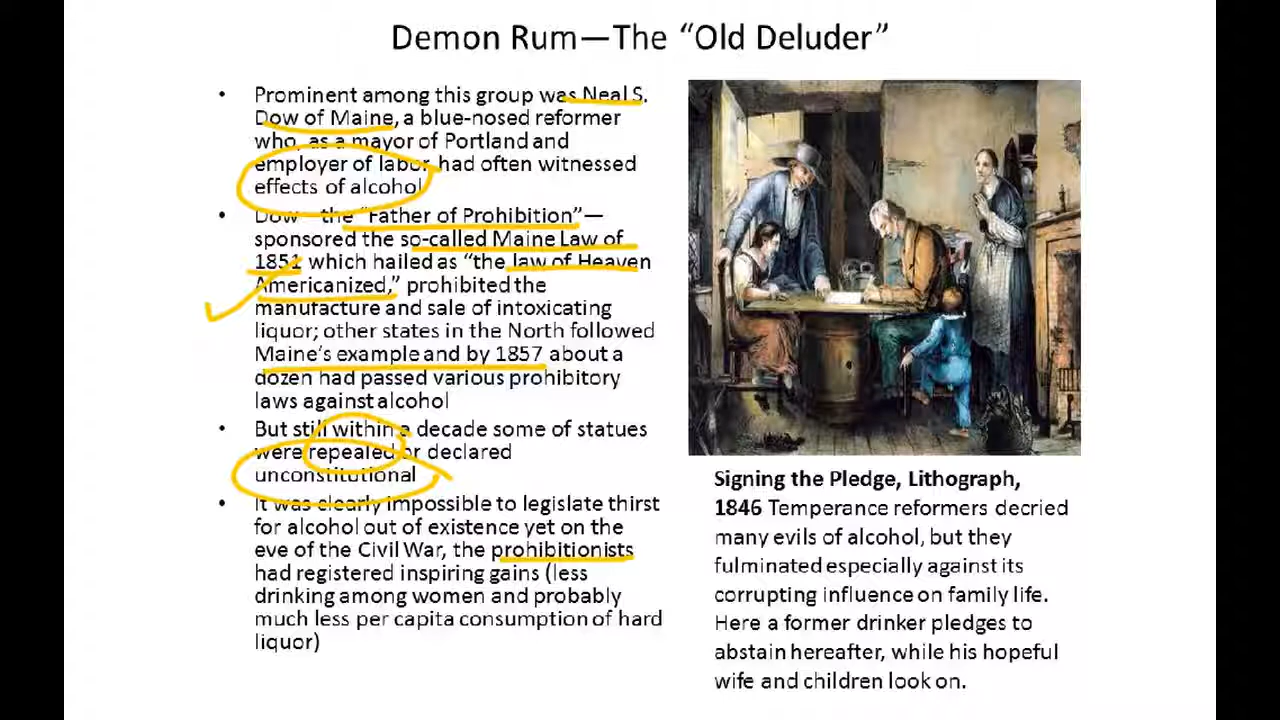 Demon Rum—The “Old Deluder”
• Prominent among this group was Neal S.
Dow of Maine, a blue-nosed reformer
who, as a mayor of Portland and
employer of labor had often witnessed
effects of alcohol
• Dow—the “Father of Prohibition”—
sponsored the so-called Maine Law of
1851 which hailed as “the law of Heaven
Americanized,” prohibited the
manufacture and sale of intoxicating
liquor; other states in the North followed
Maine’s example and by 1857 about a
dozen had passed various prohibitory
laws against alcohol
• But still within a decade some of statues
were repealed or declared
unconstitutional
• It was clearly impossible to legislate thirst
for alcohol out of existence yet on the
eve of the Civil War, the prohibitionists
had registered inspiring gains (less
drinking among women and probably
much less per capita consumption of hard
liquor)
Signing the Pledge, Lithograph,
1846 Temperance reformers decried
many evils of alcohol, but they
fulminated especially against its
corrupting influence on family life.
Here a former drinker pledges to
abstain hereafter, while his hopeful
wife and children look on.